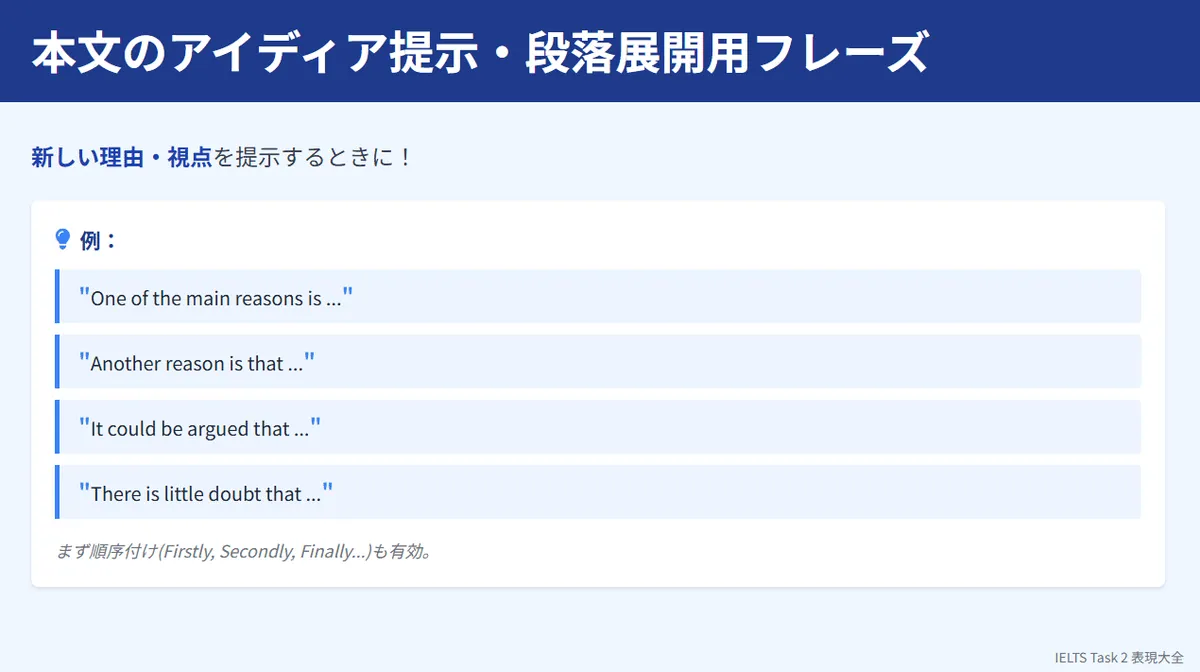 本文のアイディア提示・段落展開用フレーズ
新しい理由・視点を提示するときに！
例：
"One of the main reasons is ..."
"Another reason is that ..."
"It could be argued that ..."
"There is little doubt that ..."
まず順序付け(Firstly, Secondly, Finally...)も有効。
IELTS Task 2 表現大全